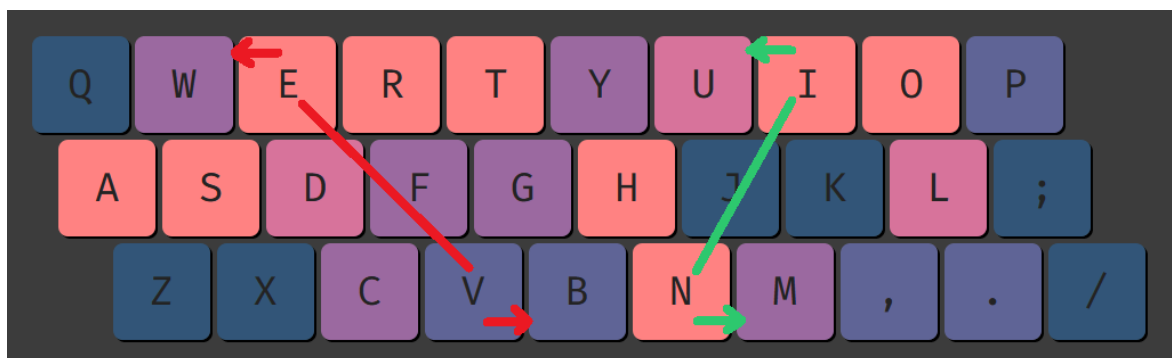 Q W E R T Y U I O P
A S D F G H J K L ;
Z X C V B N M , . /